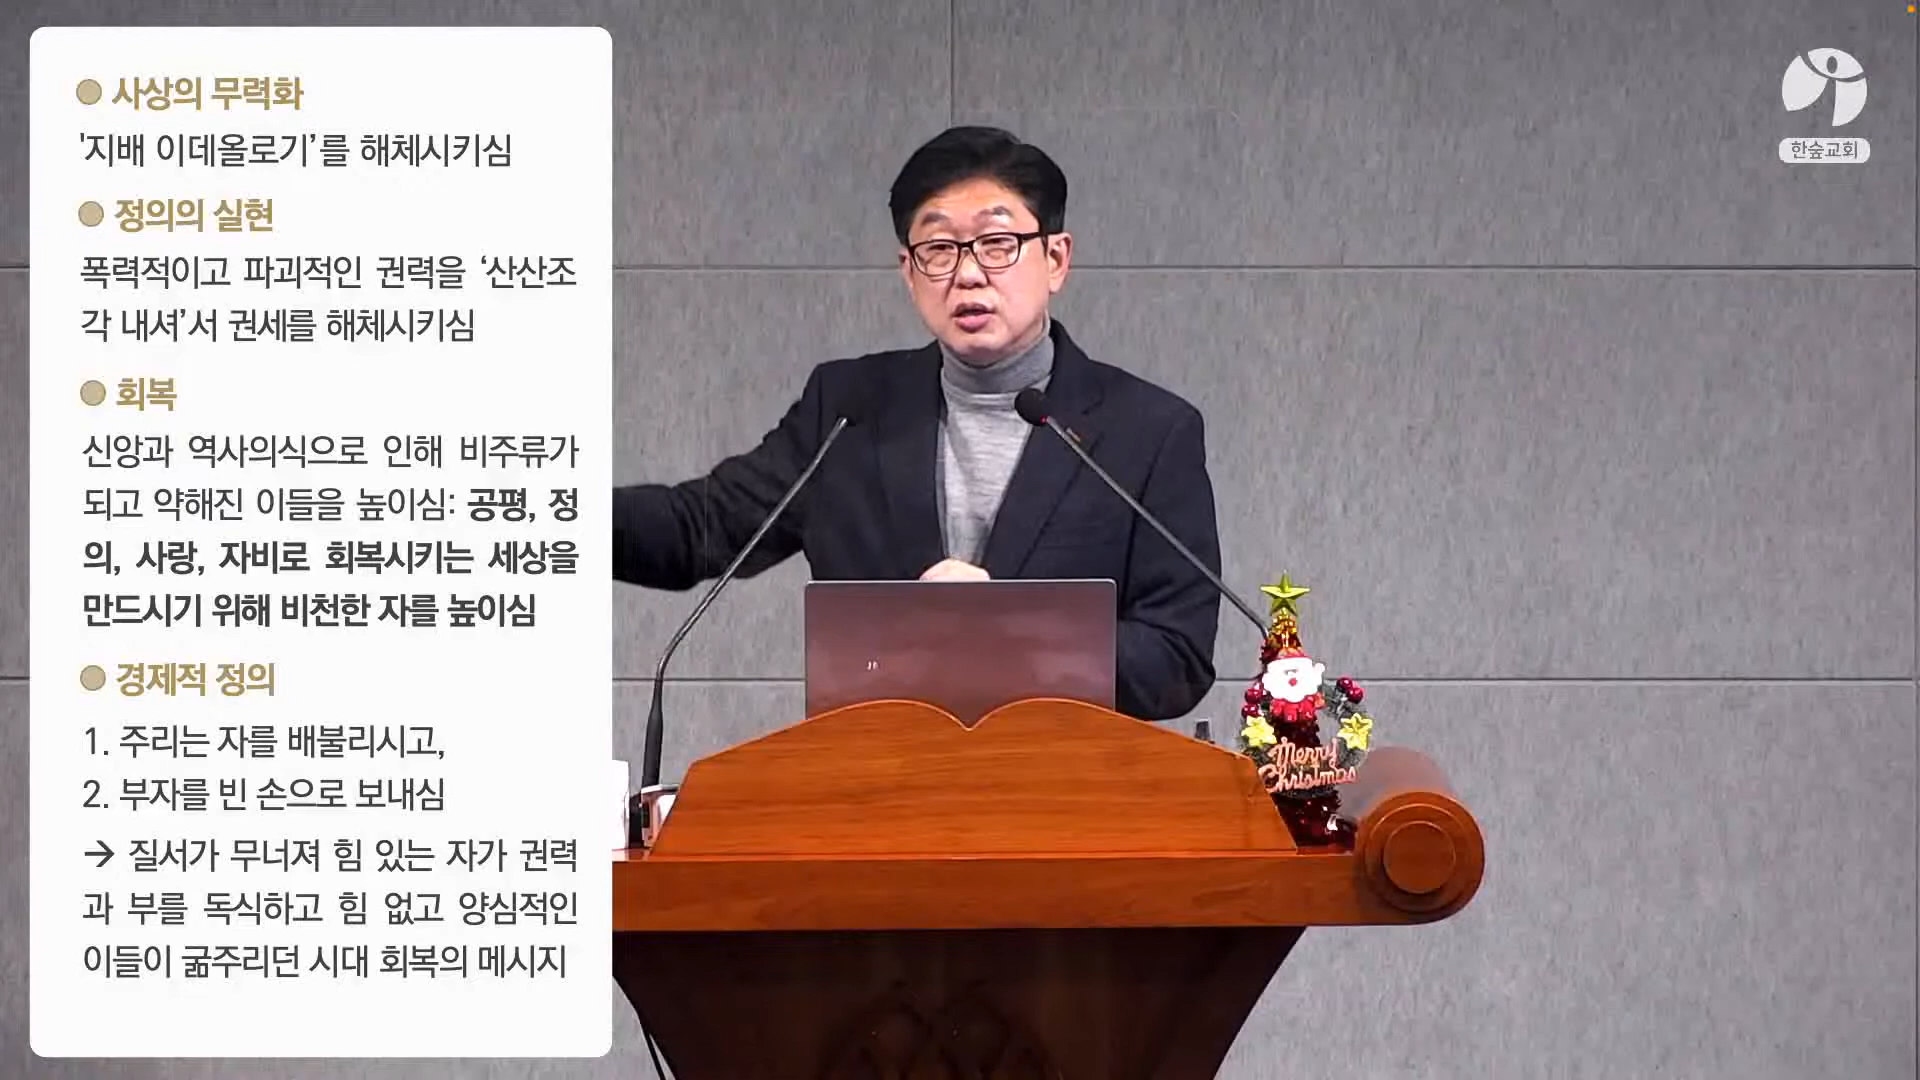 사상의 무력화
'지배 이데올로기’를 해체시키심
정의의 실현
폭력적이고 파괴적인 권력을 ‘산산조
각 내셔’서 권세를 해체시키심
회복
신앙과 역사의식으로 인해 비주류가
되고 약해진 이들을 높이심: 공평, 정
의, 사랑, 자비로 회복시키는 세상을
만드시기 위해 비천한 자를 높이심
경제적 정의
1. 주리는 자를 배불리시고,
2. 부자를 빈 손으로 보내심
→ 질서가 무너져 힘 있는 자가 권력
과 부를 독식하고 힘 없고 양심적인
이들이 굶주리던 시대 회복의 메시지
한숲교회
Merry
Christmas